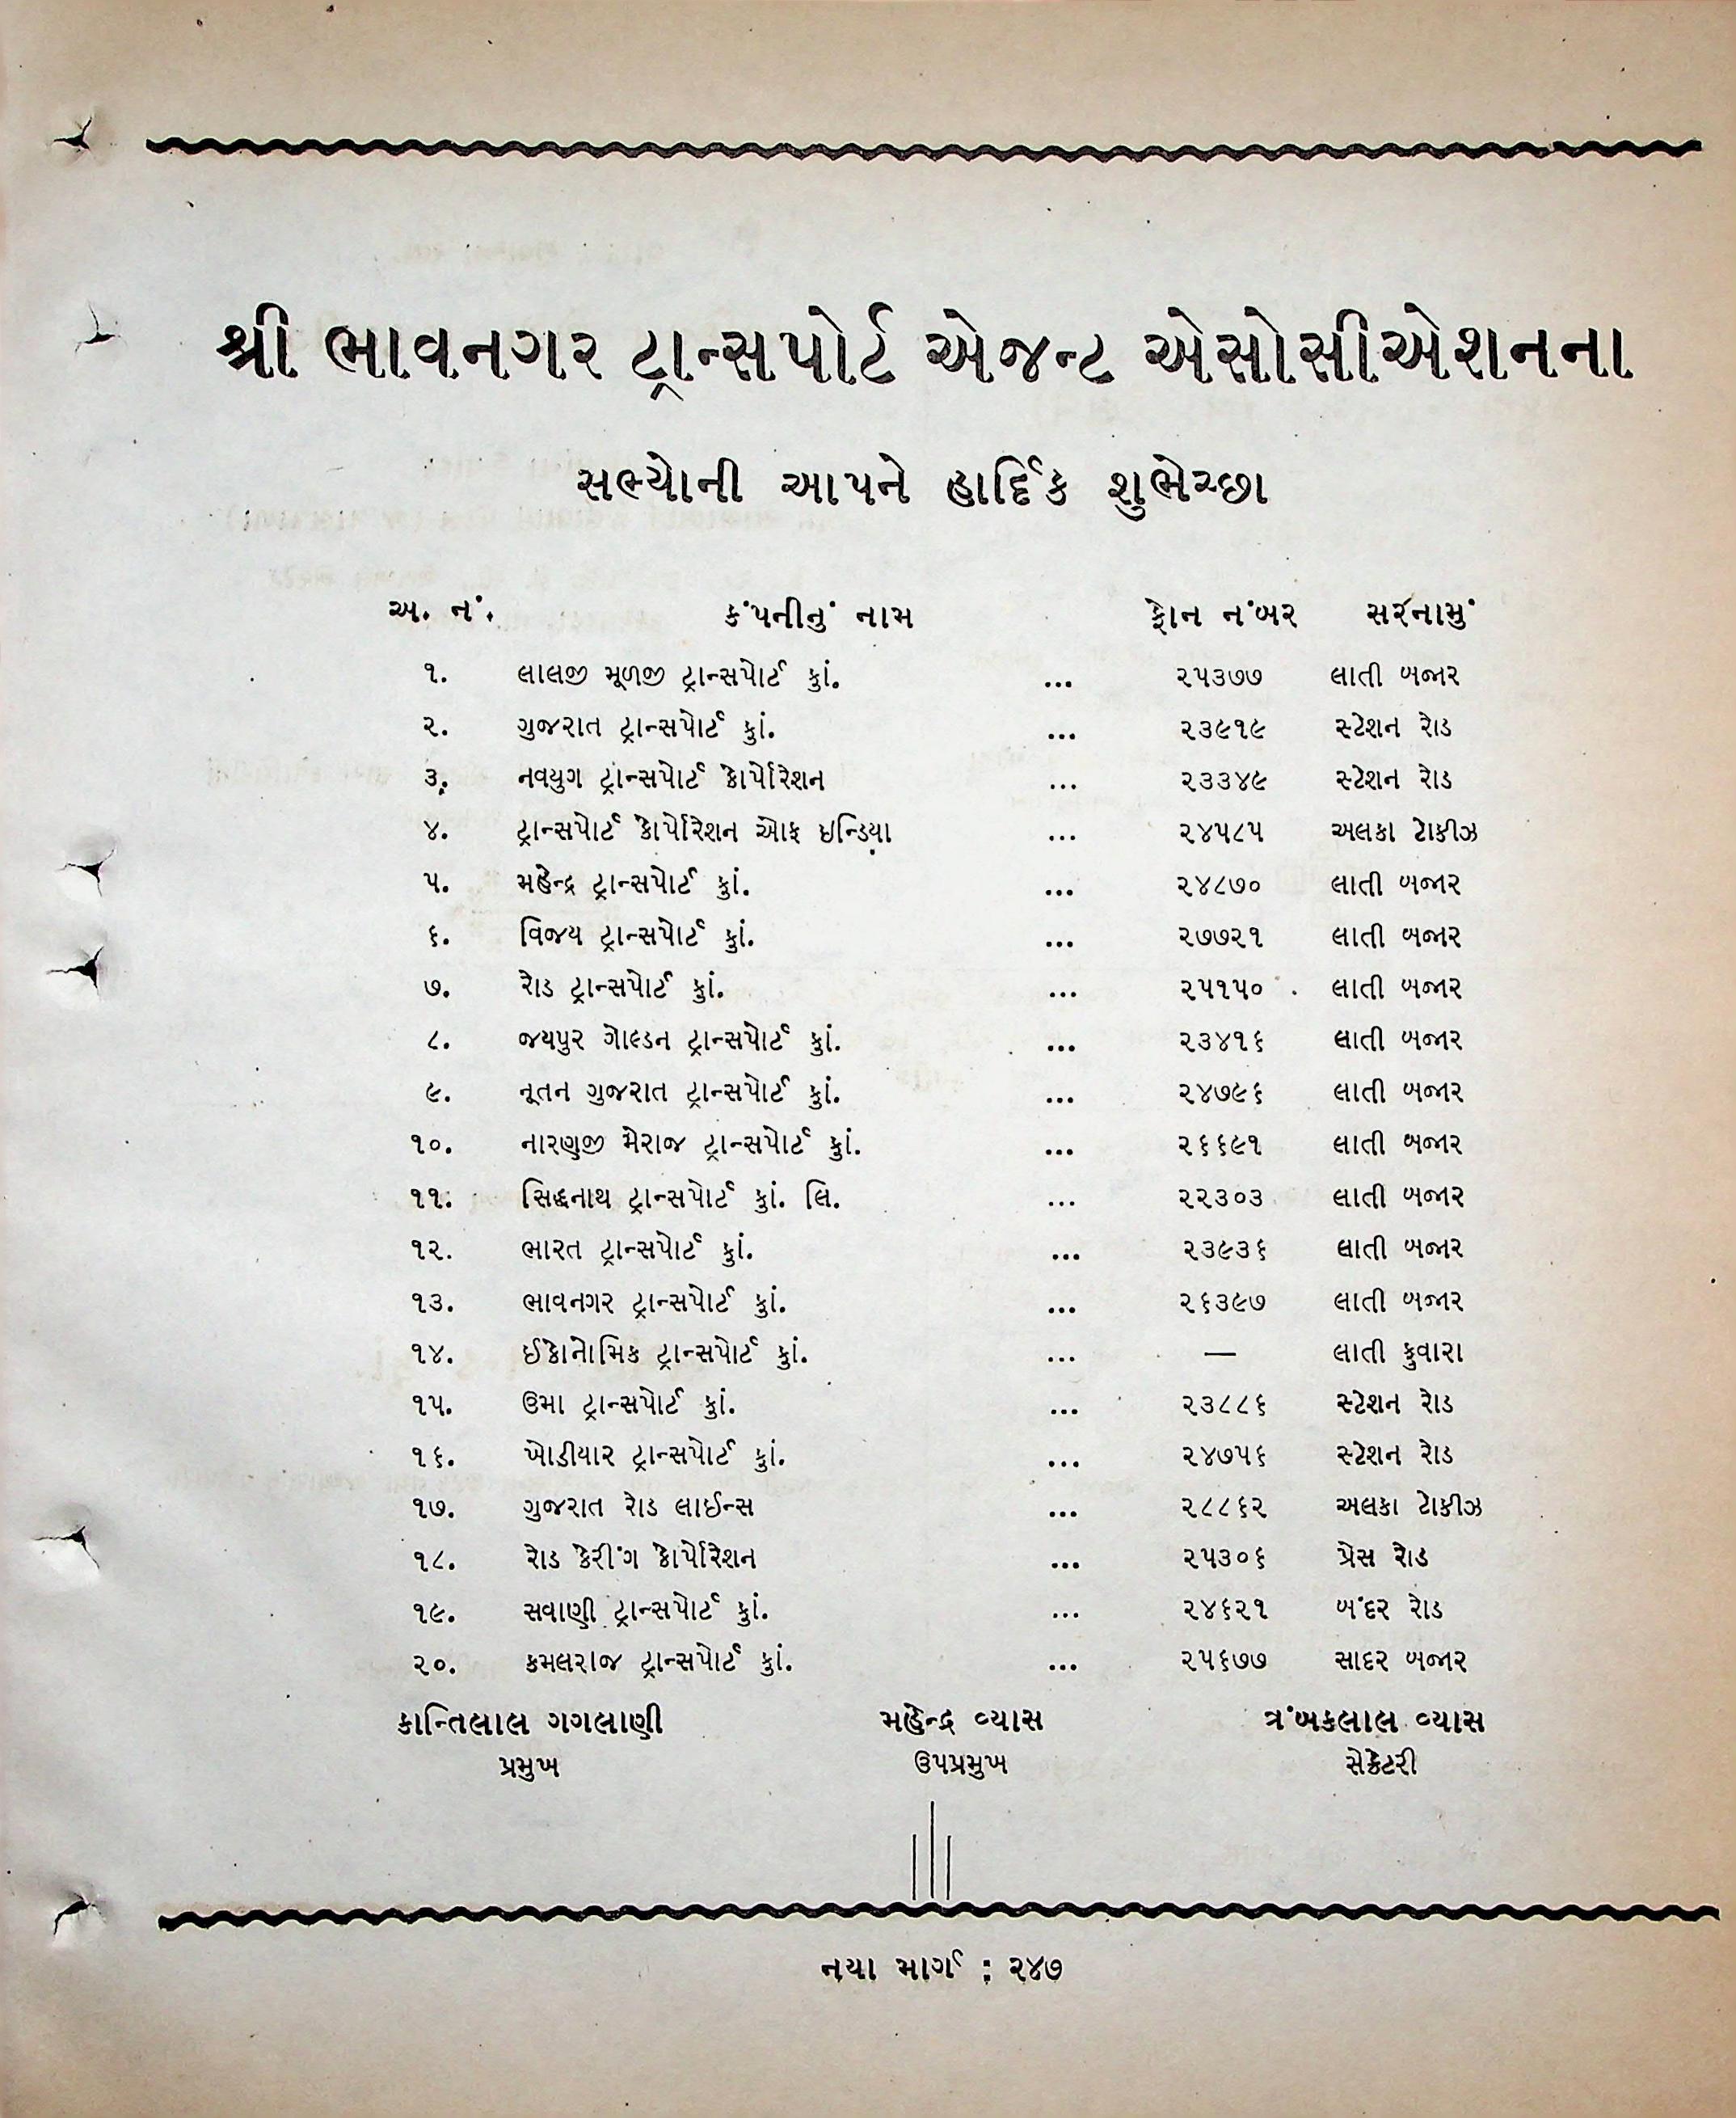 શ્રી ભાવનગર ટ્રાન્સપોર્ટ એજન્ટ એસોસીએશનના
સભ્યોની આપને હાર્દિક શુભેચ્છા
અ. નં. કંપનીનું નામ ફોન નંબર સરનામું
૧. લાલજી મૂળજી ટ્રાન્સપોર્ટ કું. ... ૨૫૩૭૭ લાતી બજાર
૨. ગુજરાત ટ્રાન્સપોર્ટ કું. ... ૨૩૯૧૯ સ્ટેશન રોડ
૩. નવયુગ ટ્રાન્સપોર્ટ કોર્પોરેશન ... ૨૩૩૪૯ સ્ટેશન રોડ
૪. ટ્રાન્સપોર્ટ કોર્પોરેશન ઓફ ઇન્ડિયા ... ૨૪૫૮૫ અલકા ટોકીઝ
૫. મહેન્દ્ર ટ્રાન્સપોર્ટ કું. ... ૨૪૮૭૦ લાતી બજાર
૬. વિજય ટ્રાન્સપોર્ટ કું. ... ૨૭૭૨૧ લાતી બજાર
૭. રોડ ટ્રાન્સપોર્ટ કું. ... ૨૫૧૫૦ લાતી બજાર
૮. જયપુર ગોલ્ડન ટ્રાન્સપોર્ટ કું. ... ૨૩૪૧૬ લાતી બજાર
૯. નૂતન ગુજરાત ટ્રાન્સપોર્ટ કું. ... ૨૪૭૯૬ લાતી બજાર
૧૦. નારણજી મેરાજ ટ્રાન્સપોર્ટ કું. ... ૨૬૬૯૧ લાતી બજાર
૧૧. સિદ્ધનાથ ટ્રાન્સપોર્ટ કું. લિ. ... ૨૨૩૦૩ લાતી બજાર
૧૨. ભારત ટ્રાન્સપોર્ટ કું. ... ૨૩૯૩૬ લાતી બજાર
૧૩. ભાવનગર ટ્રાન્સપોર્ટ કું. ... ૨૬૩૯૭ લાતી બજાર
૧૪. ઈકોનોમિક ટ્રાન્સપોર્ટ કું. ... — લાતી ફુવારા
૧૫. ઉમા ટ્રાન્સપોર્ટ કું. ... ૨૩૮૮૬ સ્ટેશન રોડ
૧૬. ખોડીયાર ટ્રાન્સપોર્ટ કું. ... ૨૪૭૫૬ સ્ટેશન રોડ
૧૭. ગુજરાત રોડ લાઈન્સ ... ૨૮૮૬૨ અલકા ટોકીઝ
૧૮. રોડ કેરીંગ કોર્પોરેશન ... ૨૫૩૦૬ પ્રેસ રોડ
૧૯. સવાણી ટ્રાન્સપોર્ટ કું. ... ૨૪૬૨૧ બંદર રોડ
૨૦. કમલરાજ ટ્રાન્સપોર્ટ કું. ... ૨૫૬૭૭ સાદર બજાર
કાન્તિલાલ ગગલાણી મહેન્દ્ર વ્યાસ ત્રંબકલાલ વ્યાસ
પ્રમુખ ઉપપ્રમુખ સેક્રેટરી
નયા માર્ગ : ૨૪૭